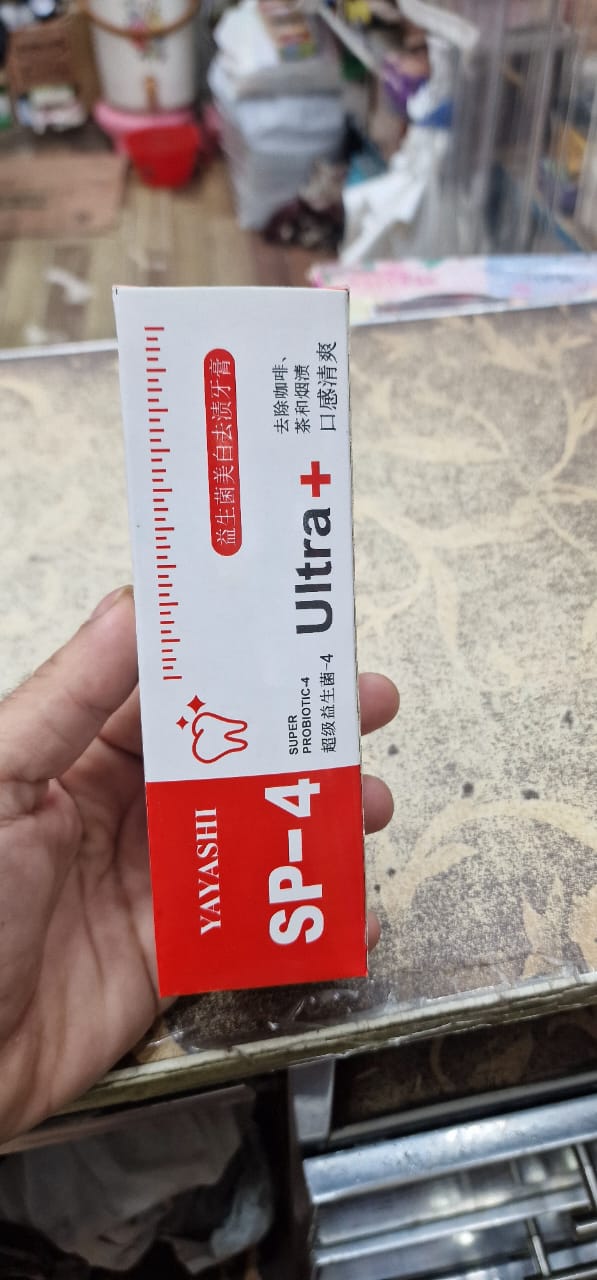 YAYASHI
SP-4
SUPER
PROBIOTIC-4
超级益生菌-4
Ultra+
益生菌美白去渍牙膏
去除咖啡、
茶和烟渍
口感清爽